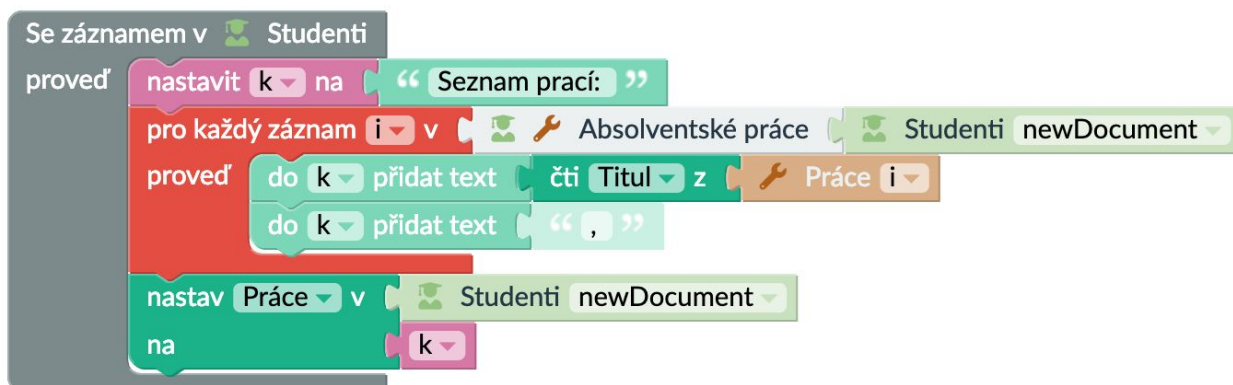 Se záznamem v Studenti
proveď nastavit k na “ Seznam prací: ”
pro každý záznam i v Absolventské práce Studenti newDocument
proveď do k přidat text čti Titul z Práce i
do k přidat text “ , ”
nastav Práce v Studenti newDocument
na k